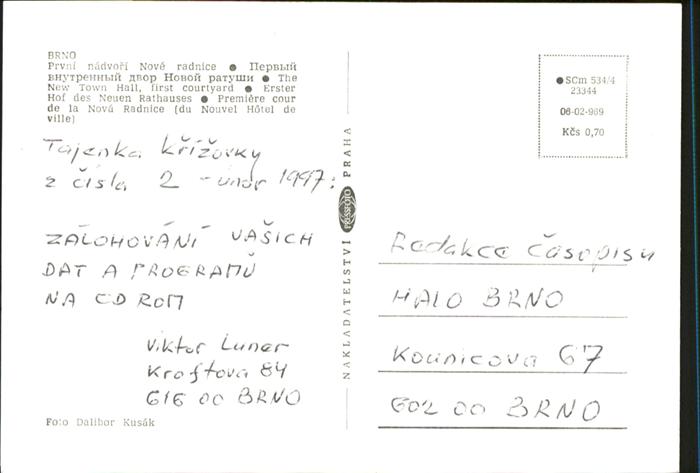 BRNO
První nádvoří Nové radnice ● Первый
внутренный двор Новой ратуши ● The
New Town Hall, first courtyard ● Erster
Hof des Neuen Rathauses ● Première cour
de la Nová Radnice (du Nouvel Hôtel de
ville)
Tajenka křížovky
z čísla 2 - únor 1997:
ZÁLOHOVÁNÍ VAŠICH
DAT A PROGRAMŮ
NA CD ROM
Viktor Luner
Kroftova 84
616 00 BRNO
Foto Dalibor Kusák
NAKLADATELSTVÍ PRESSFOTO PRAHA
●SCm 534/4
23344
06-02-969
Kčs 0,70
Redakce časopisu
HALO BRNO
Kounicova 67
602 00 BRNO